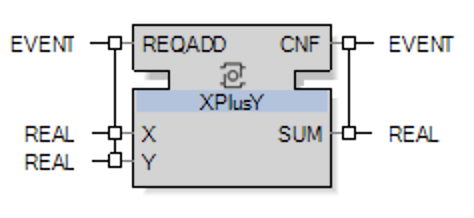 EVENT REQADD CNF EVENT
XPlusY
REAL X SUM REAL
REAL Y